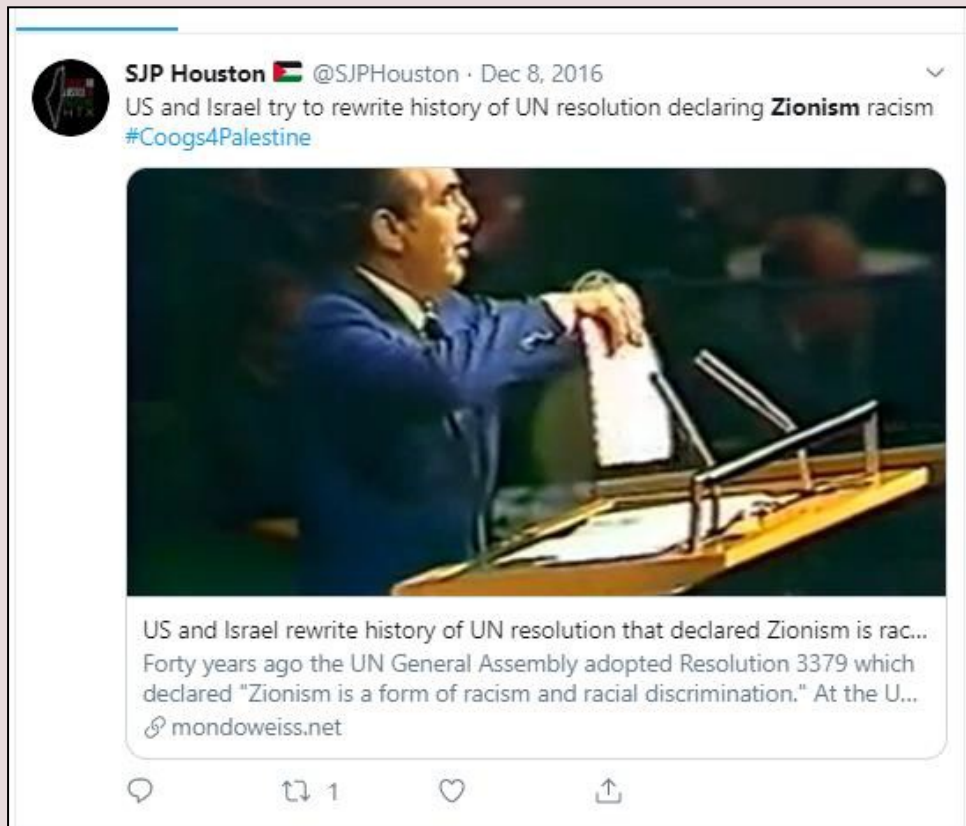 SJP Houston @SJPHouston · Dec 8, 2016
US and Israel try to rewrite history of UN resolution declaring Zionism racism
#Coogs4Palestine
US and Israel rewrite history of UN resolution that declared Zionism is rac...
Forty years ago the UN General Assembly adopted Resolution 3379 which
declared "Zionism is a form of racism and racial discrimination." At the U...
mondoweiss.net
1